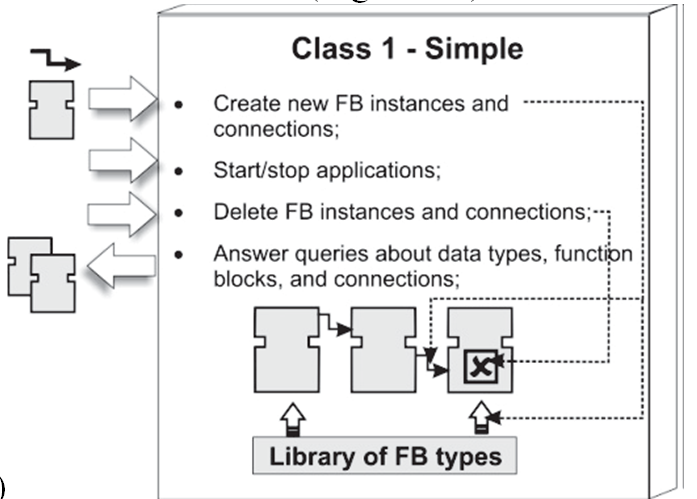 Class 1 - Simple
• Create new FB instances and
connections;
• Start/stop applications;
• Delete FB instances and connections;
• Answer queries about data types, function
blocks, and connections;
Library of FB types
)